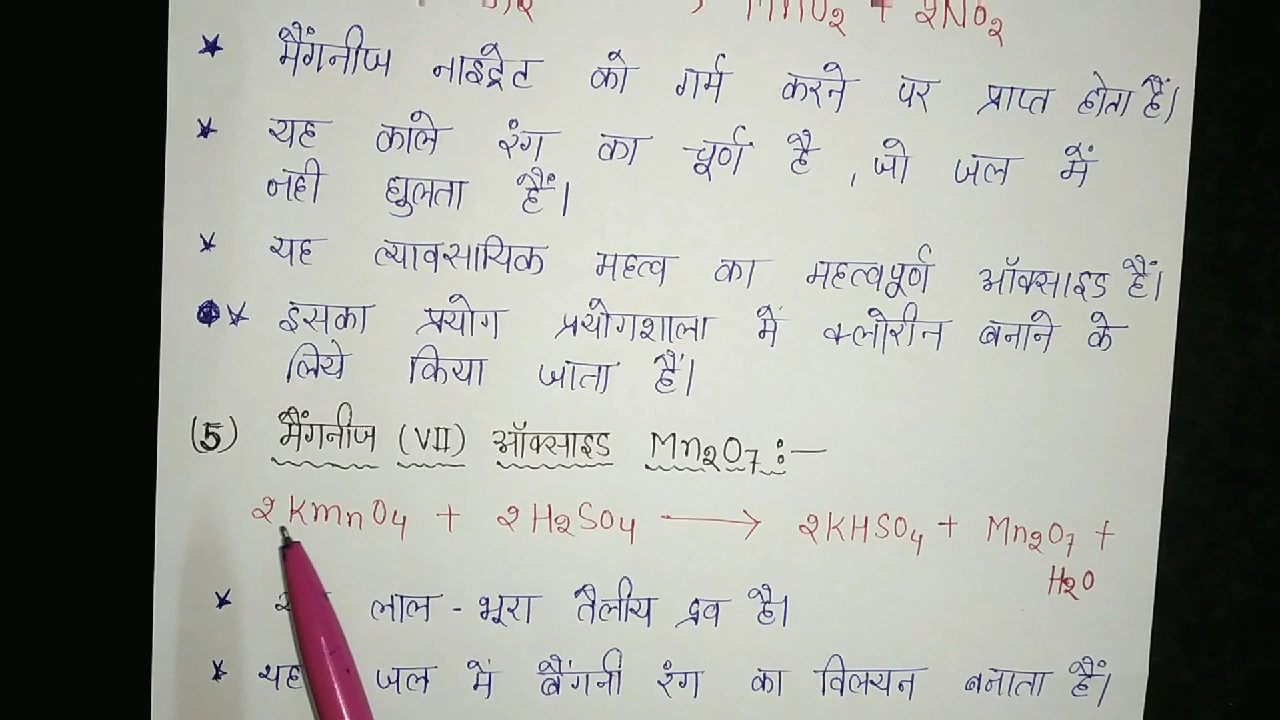 MnO2 + 2NO2
* मैंगनीज नाइट्रेट को गर्म करने पर प्राप्त होता हैं।
* यह काले रंग का चूर्ण है , जो जल में
नही घुलता हैं।
* यह व्यावसायिक महत्व का महत्वपूर्ण ऑक्साइड हैं।
* इसका प्रयोग प्रयोगशाला में क्लोरीन बनाने के
लिये किया जाता हैं।
(5) मैंगनीज (VII) ऑक्साइड Mn2O7 :—
2KmnO4 + 2H2SO4 → 2KHSO4 + Mn2O7 +
H2O
* लाल - भूरा तैलीय द्रव है।
* यह जल में बैंगनी रंग का विलयन बनाता हैं।